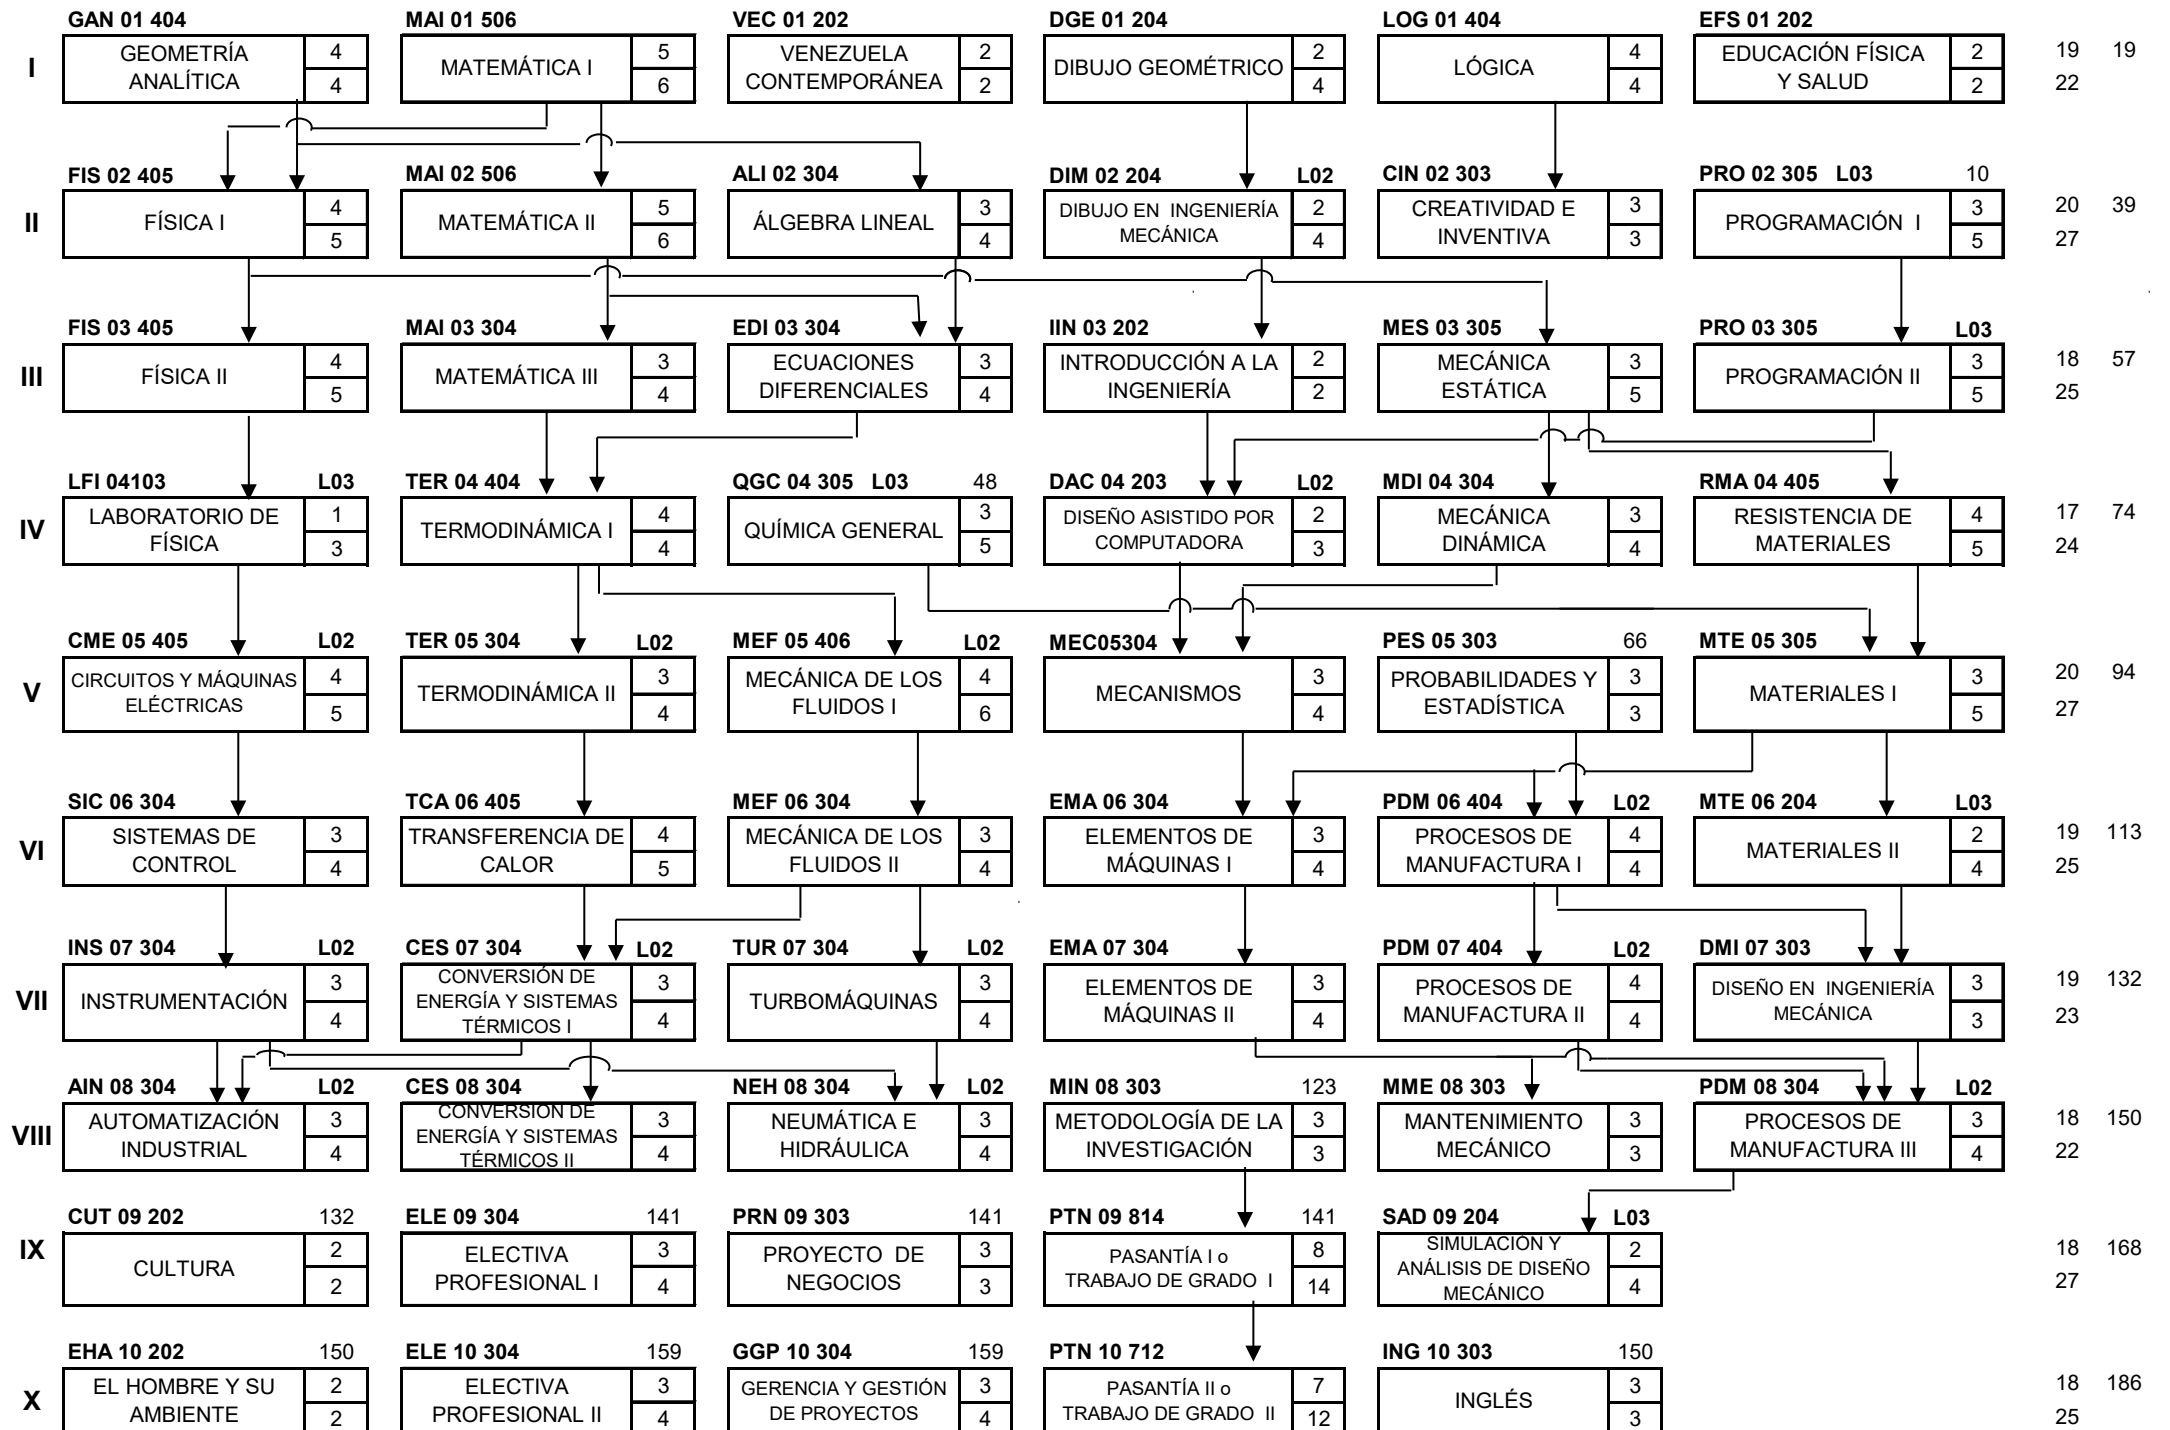 GAN 01 404 MAI 01 506 VEC 01 202 DGE 01 204 LOG 01 404 EFS 01 202
I
GEOMETRÍA
ANALÍTICA
4
4
MATEMÁTICA I
5
6
VENEZUELA
CONTEMPORÁNEA
2
2
DIBUJO GEOMÉTRICO
2
4
LÓGICA
4
4
EDUCACIÓN FÍSICA
Y SALUD
2
2
19 19
22
FIS 02 405 MAI 02 506 ALI 02 304 DIM 02 204 L02 CIN 02 303 PRO 02 305 L03 10
II
FÍSICA I
4
5
MATEMÁTICA II
5
6
ÁLGEBRA LINEAL
3
4
DIBUJO EN INGENIERÍA
MECÁNICA
2
4
CREATIVIDAD E
INVENTIVA
3
3
PROGRAMACIÓN I
3
5
20 39
27
FIS 03 405 MAI 03 304 EDI 03 304 IIN 03 202 MES 03 305 PRO 03 305 L03
III
FÍSICA II
4
5
MATEMÁTICA III
3
4
ECUACIONES
DIFERENCIALES
3
4
INTRODUCCIÓN A LA
INGENIERÍA
2
2
MECÁNICA
ESTÁTICA
3
5
PROGRAMACIÓN II
3
5
18 57
25
LFI 04103 L03 TER 04 404 QGC 04 305 L03 48 DAC 04 203 L02 MDI 04 304 RMA 04 405
IV
LABORATORIO DE
FÍSICA
1
3
TERMODINÁMICA I
4
4
QUÍMICA GENERAL
3
5
DISEÑO ASISTIDO POR
COMPUTADORA
2
3
MECÁNICA
DINÁMICA
3
4
RESISTENCIA DE
MATERIALES
4
5
17 74
24
CME 05 405 L02 TER 05 304 L02 MEF 05 406 L02 MEC05304 PES 05 303 66 MTE 05 305
V
CIRCUITOS Y MÁQUINAS
ELÉCTRICAS
4
5
TERMODINÁMICA II
3
4
MECÁNICA DE LOS
FLUIDOS I
4
6
MECANISMOS
3
4
PROBABILIDADES Y
ESTADÍSTICA
3
3
MATERIALES I
3
5
20 94
27
SIC 06 304 TCA 06 405 MEF 06 304 EMA 06 304 PDM 06 404 L02 MTE 06 204 L03
VI
SISTEMAS DE
CONTROL
3
4
TRANSFERENCIA DE
CALOR
4
5
MECÁNICA DE LOS
FLUIDOS II
3
4
ELEMENTOS DE
MÁQUINAS I
3
4
PROCESOS DE
MANUFACTURA I
4
4
MATERIALES II
2
4
19 113
25
INS 07 304 L02 CES 07 304 L02 TUR 07 304 L02 EMA 07 304 PDM 07 404 L02 DMI 07 303
VII
INSTRUMENTACIÓN
3
4
CONVERSIÓN DE
ENERGÍA Y SISTEMAS
TÉRMICOS I
3
4
TURBOMÁQUINAS
3
4
ELEMENTOS DE
MÁQUINAS II
3
4
PROCESOS DE
MANUFACTURA II
4
4
DISEÑO EN INGENIERÍA
MECÁNICA
3
3
19 132
23
AIN 08 304 L02 CES 08 304 NEH 08 304 L02 MIN 08 303 123 MME 08 303 PDM 08 304 L02
VIII
AUTOMATIZACIÓN
INDUSTRIAL
3
4
CONVERSIÓN DE
ENERGÍA Y SISTEMAS
TÉRMICOS II
3
4
NEUMÁTICA E
HIDRÁULICA
3
4
METODOLOGÍA DE LA
INVESTIGACIÓN
3
3
MANTENIMIENTO
MECÁNICO
3
3
PROCESOS DE
MANUFACTURA III
3
4
18 150
22
CUT 09 202 132 ELE 09 304 141 PRN 09 303 141 PTN 09 814 141 SAD 09 204 L03
IX
CULTURA
2
2
ELECTIVA
PROFESIONAL I
3
4
PROYECTO DE
NEGOCIOS
3
3
PASANTÍA I o
TRABAJO DE GRADO I
8
14
SIMULACIÓN Y
ANÁLISIS DE DISEÑO
MECÁNICO
2
4
18 168
27
EHA 10 202 150 ELE 10 304 159 GGP 10 304 159 PTN 10 712 ING 10 303 150
X
EL HOMBRE Y SU
AMBIENTE
2
2
ELECTIVA
PROFESIONAL II
3
4
GERENCIA Y GESTIÓN
DE PROYECTOS
3
4
PASANTÍA II o
TRABAJO DE GRADO II
7
12
INGLÉS
3
3
18 186
25